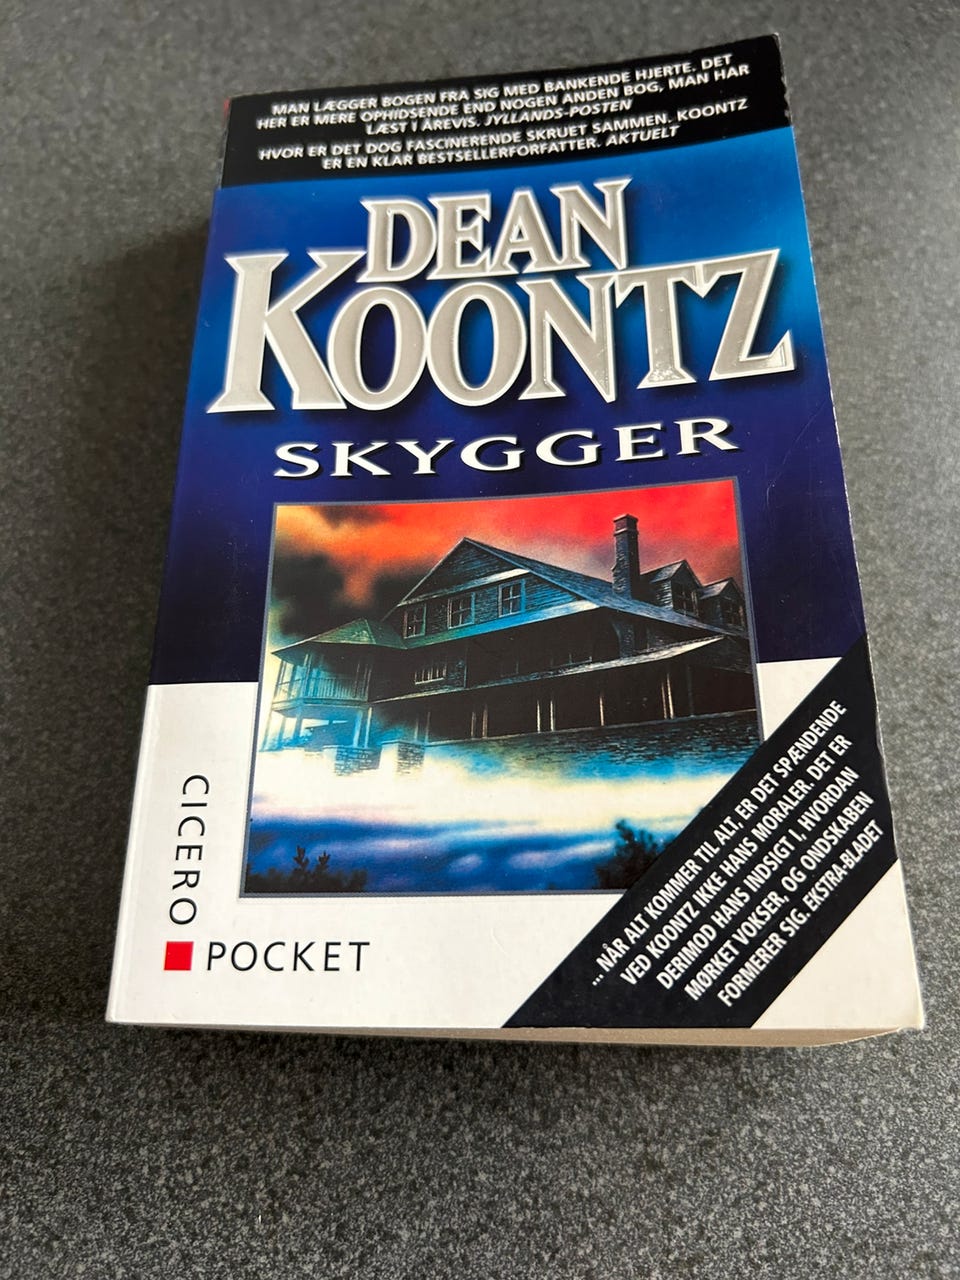 MAN LÆGGER BOGEN FRA SIG MED BANKENDE HJERTE. DET
HER ER MERE OPHIDSENDE END NOGEN ANDEN BOG, MAN HAR
LÆST I ÅREVIS. JYLLANDS-POSTEN
HVOR ER DET DOG FASCINERENDE SKRUET SAMMEN. KOONTZ
ER EN KLAR BESTSELLERFORFATTER. AKTUELT
DEAN
KOONTZ
SKYGGER
CICERO
POCKET
...NÅR ALT KOMMER TIL ALT, ER DET SPÆNDENDE
VED KOONTZ IKKE HANS MORALER. DET ER
DERIMOD HANS INDSIGT I, HVORDAN
MØRKET VOKSER, OG ONDSKABEN
FORMERER SIG. EKSTRA-BLADET